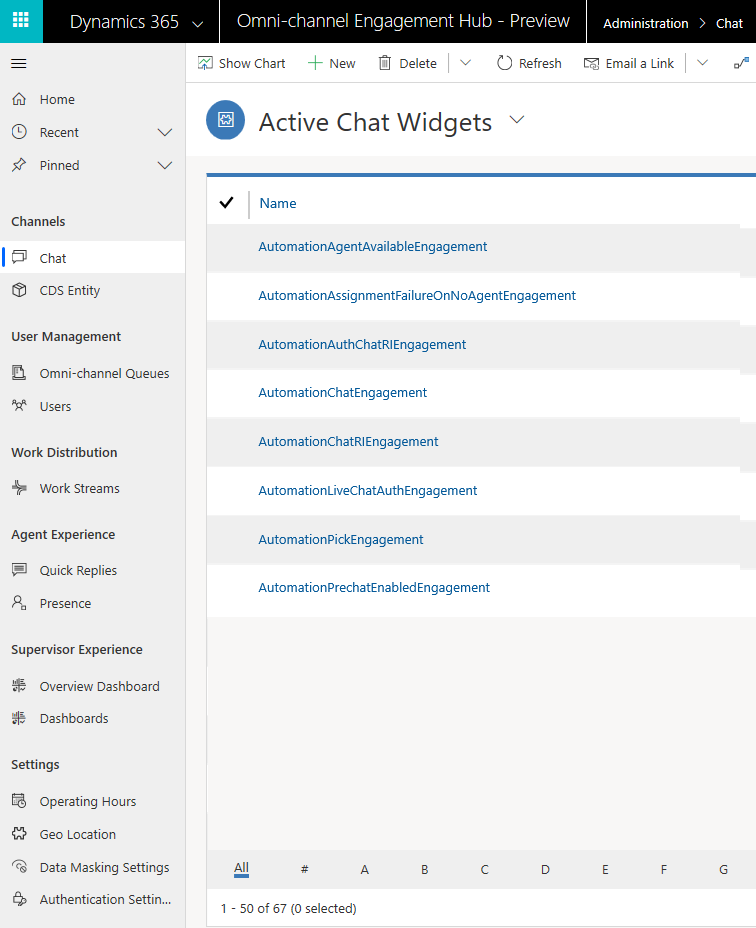 Dynamics 365
Omni-channel Engagement Hub - Preview
Administration > Chat
Show Chart
New
Delete
Refresh
Email a Link
Home
Recent
Pinned
Channels
Chat
CDS Entity
User Management
Omni-channel Queues
Users
Work Distribution
Work Streams
Agent Experience
Quick Replies
Presence
Supervisor Experience
Overview Dashboard
Dashboards
Settings
Operating Hours
Geo Location
Data Masking Settings
Authentication Settin...
Active Chat Widgets
Name
AutomationAgentAvailableEngagement
AutomationAssignmentFailureOnNoAgentEngagement
AutomationAuthChatRIEngagement
AutomationChatEngagement
AutomationChatRIEngagement
AutomationLiveChatAuthEngagement
AutomationPickEngagement
AutomationPrechatEnabledEngagement
All # A B C D E F G
1 - 50 of 67 (0 selected)